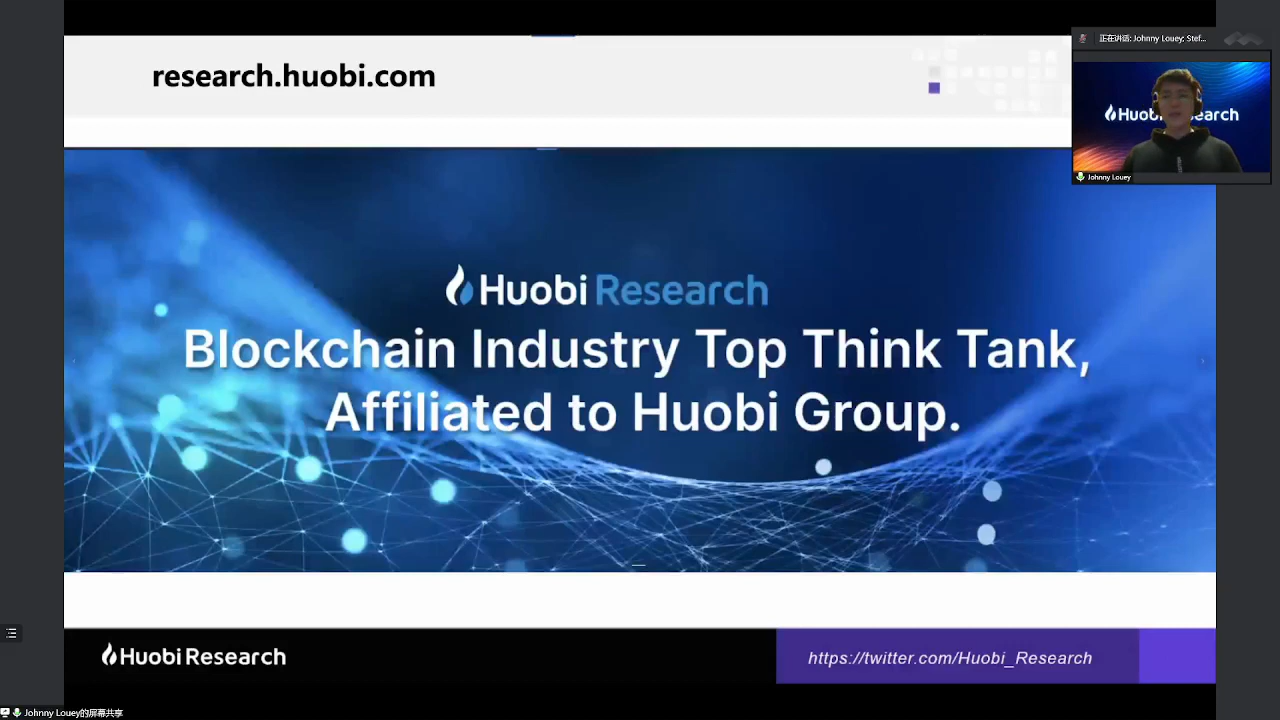 research.huobi.com
正在讲话: Johnny Louey; Stef...
Huobi Research
Johnny Louey
Huobi Research
Blockchain Industry Top Think Tank,
Affiliated to Huobi Group.
Huobi Research
https://twitter.com/Huobi_Research
Johnny Louey的屏幕共享